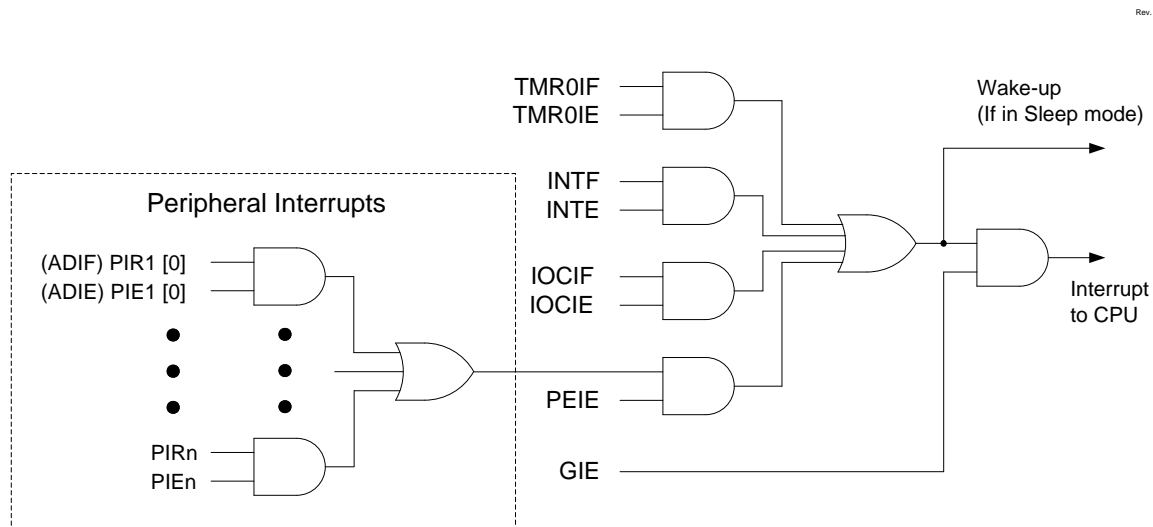 Rev.
TMR0IF
TMR0IE
Wake-up
(If in Sleep mode)
INTF
INTE
Peripheral Interrupts
(ADIF) PIR1 [0]
(ADIE) PIE1 [0]
IOCIF
IOCIE
Interrupt
to CPU
PEIE
PIRn
PIEn
GIE